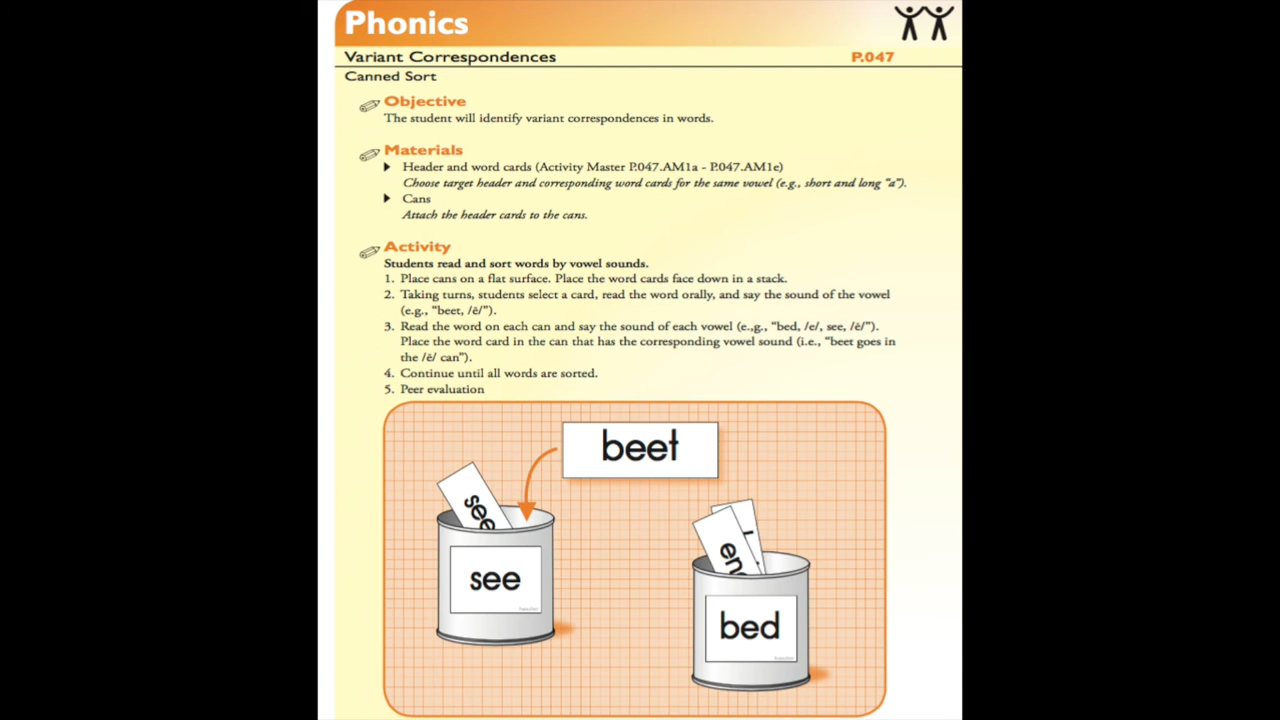 Phonics
Variant Correspondences P.047
Canned Sort
Objective
The student will identify variant correspondences in words.
Materials
Header and word cards (Activity Master P.047.AM1a - P.047.AM1e)
Choose target header and corresponding word cards for the same vowel (e.g., short and long “a”).
Cans
Attach the header cards to the cans.
Activity
Students read and sort words by vowel sounds.
1. Place cans on a flat surface. Place the word cards face down in a stack.
2. Taking turns, students select a card, read the word orally, and say the sound of the vowel
(e.g., “beet, /ē/”).
3. Read the word on each can and say the sound of each vowel (e.,g., “bed, /e/, see, /ē/”).
Place the word card in the can that has the corresponding vowel sound (i.e., “beet goes in
the /ē/ can”).
4. Continue until all words are sorted.
5. Peer evaluation
beet
see
see
header
bed
header